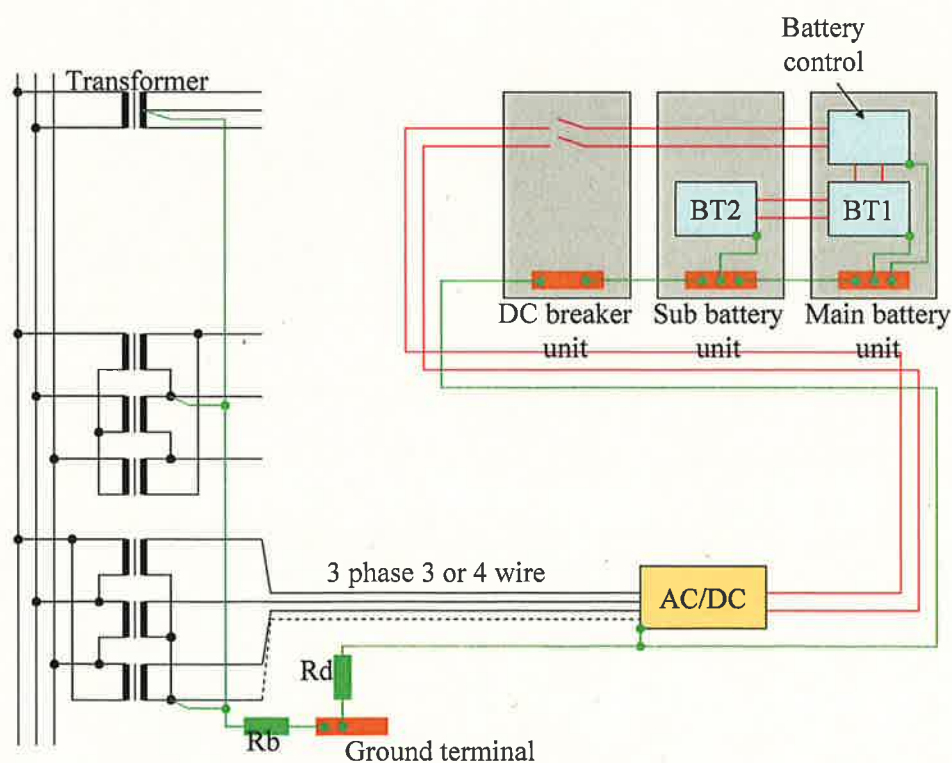 Battery
control
Transformer
BT2
BT1
DC breaker
unit
Sub battery
unit
Main battery
unit
3 phase 3 or 4 wire
AC/DC
Rd
Rb
Ground terminal